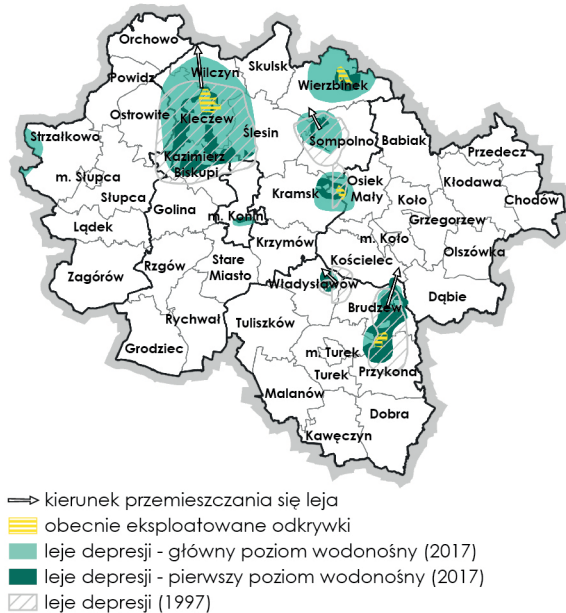 Orchowo
Skulsk
Powidz
Wilczyn
Wierzbinek
Ostrowite
Kleczew
Ślesin
Strzałkowo
Sompolno
Babiak
Przedecz
Kazimierz
Biskupi
m. Słupca
Kłodawa
Słupca
Kramsk
Osiek
Mały
Koło
Chodów
Golina
m. Konin
Grzegorzew
Lądek
Krzymów
m. Koło
Olszówka
Kościelec
Zagórów
Rzgów
Stare
Miasto
Władysławów
Dąbie
Brudzew
Rychwał
Tuliszków
Grodziec
m. Turek
Turek
Przykona
Malanów
Dobra
Kawęczyn
kierunek przemieszczania się leja
obecnie eksploatowane odkrywki
leje depresji - główny poziom wodonośny (2017)
leje depresji - pierwszy poziom wodonośny (2017)
leje depresji (1997)